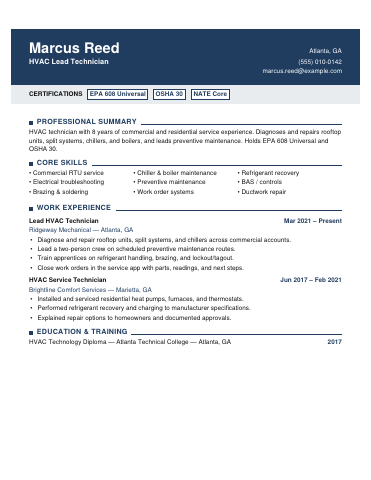 Marcus Reed
HVAC Lead Technician
Atlanta, GA
(555) 010-0142
marcus.reed@example.com
CERTIFICATIONS EPA 608 Universal OSHA 30 NATE Core
PROFESSIONAL SUMMARY
HVAC technician with 8 years of commercial and residential service experience. Diagnoses and repairs rooftop
units, split systems, chillers, and boilers, and leads preventive maintenance. Holds EPA 608 Universal and
OSHA 30.
CORE SKILLS
• Commercial RTU service • Chiller & boiler maintenance • Refrigerant recovery
• Electrical troubleshooting • Preventive maintenance • BAS / controls
• Brazing & soldering • Work order systems • Ductwork repair
WORK EXPERIENCE
Lead HVAC Technician Mar 2021 – Present
Ridgeway Mechanical — Atlanta, GA
• Diagnose and repair rooftop units, split systems, and chillers across commercial accounts.
• Lead a two-person crew on scheduled preventive maintenance routes.
• Train apprentices on refrigerant handling, brazing, and lockout/tagout.
• Close work orders in the service app with parts, readings, and next steps.
HVAC Service Technician Jun 2017 – Feb 2021
Brightline Comfort Services — Marietta, GA
• Installed and serviced residential heat pumps, furnaces, and thermostats.
• Performed refrigerant recovery and charging to manufacturer specifications.
• Explained repair options to homeowners and documented approvals.
EDUCATION & TRAINING
HVAC Technology Diploma — Atlanta Technical College — Atlanta, GA 2017